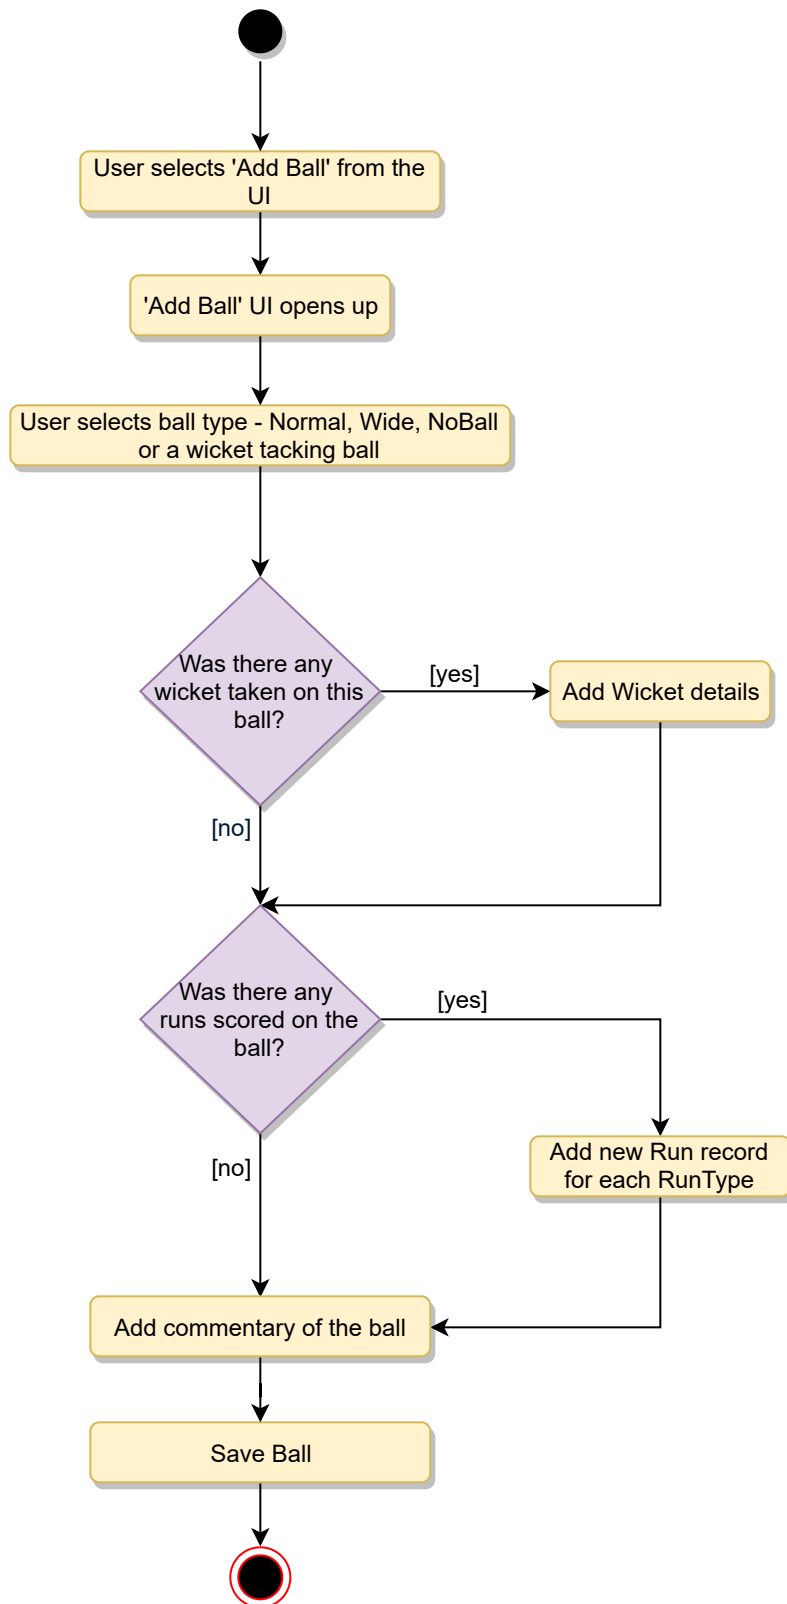 User selects 'Add Ball' from the
UI
'Add Ball' UI opens up
User selects ball type - Normal, Wide, NoBall
or a wicket tacking ball
Was there any
wicket taken on this
ball?
[yes]
Add Wicket details
[no]
Was there any
runs scored on the
ball?
[yes]
Add new Run record
for each RunType
[no]
Add commentary of the ball
Save Ball